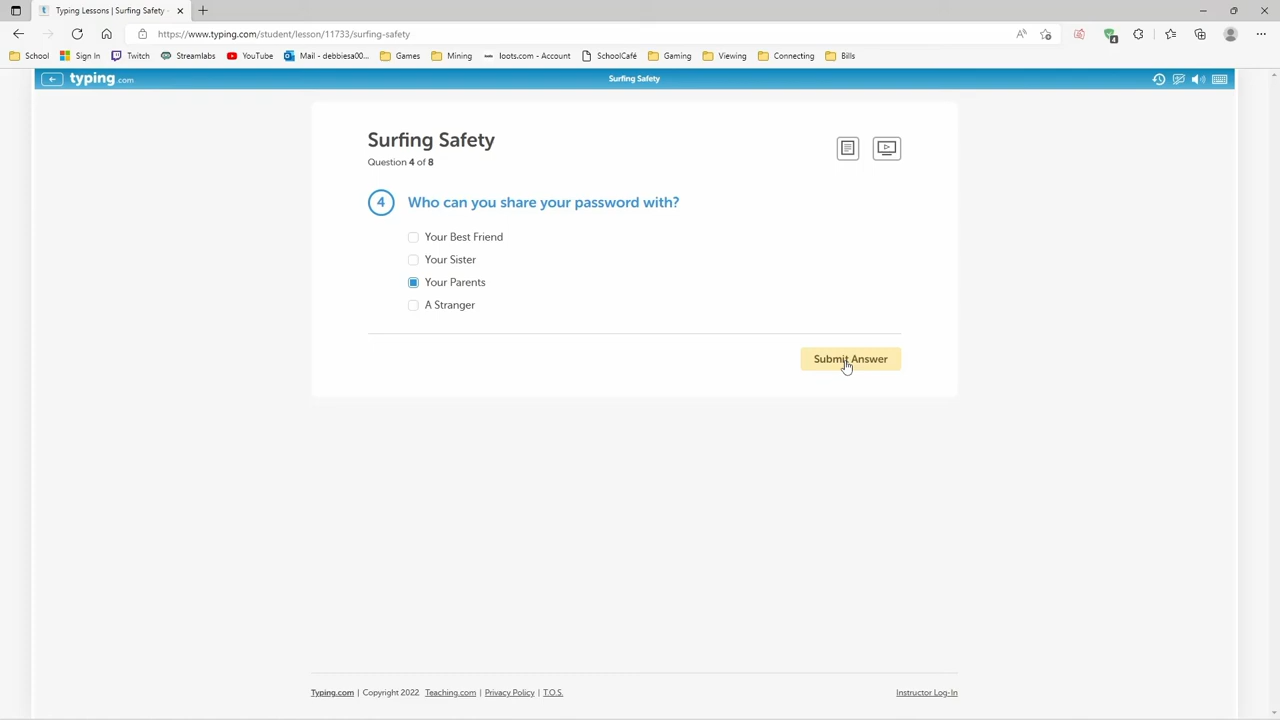 Typing Lessons | Surfing Safety
https://www.typing.com/student/lesson/11733/surfing-safety
School Sign In Twitch Streamlabs YouTube Mail - debbiesa00... Games Mining loots.com - Account SchoolCafé Gaming Viewing Connecting Bills
typing.com Surfing Safety
Surfing Safety
Question 4 of 8
4 Who can you share your password with?
Your Best Friend
Your Sister
Your Parents
A Stranger
Submit Answer
Typing.com | Copyright 2022 Teaching.com | Privacy Policy | T.O.S. Instructor Log-In